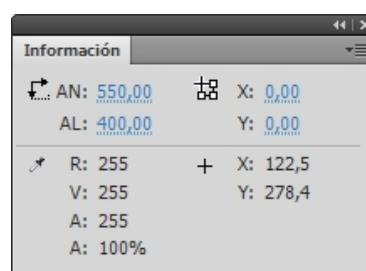 Información
AN: 550,00 X: 0,00
AL: 400,00 Y: 0,00
R: 255 X: 122,5
V: 255 Y: 278,4
A: 255
A: 100%